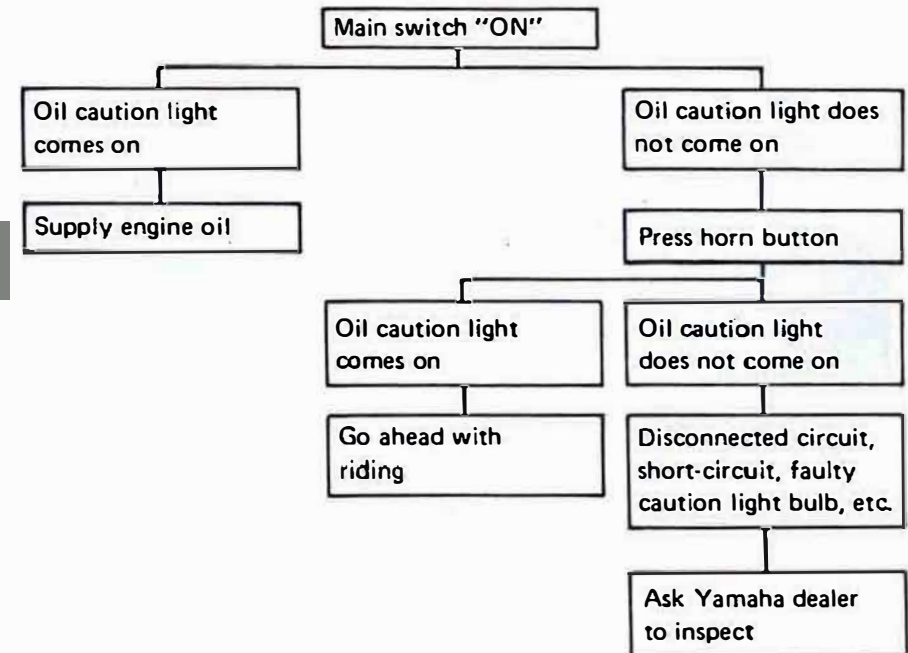 Main switch "ON"
Oil caution light
comes on
Supply engine oil
Oil caution light does
not come on
Press horn button
Oil caution light
comes on
Go ahead with
riding
Oil caution light
does not come on
Disconnected circuit,
short-circuit, faulty
caution light bulb, etc.
Ask Yamaha dealer
to inspect